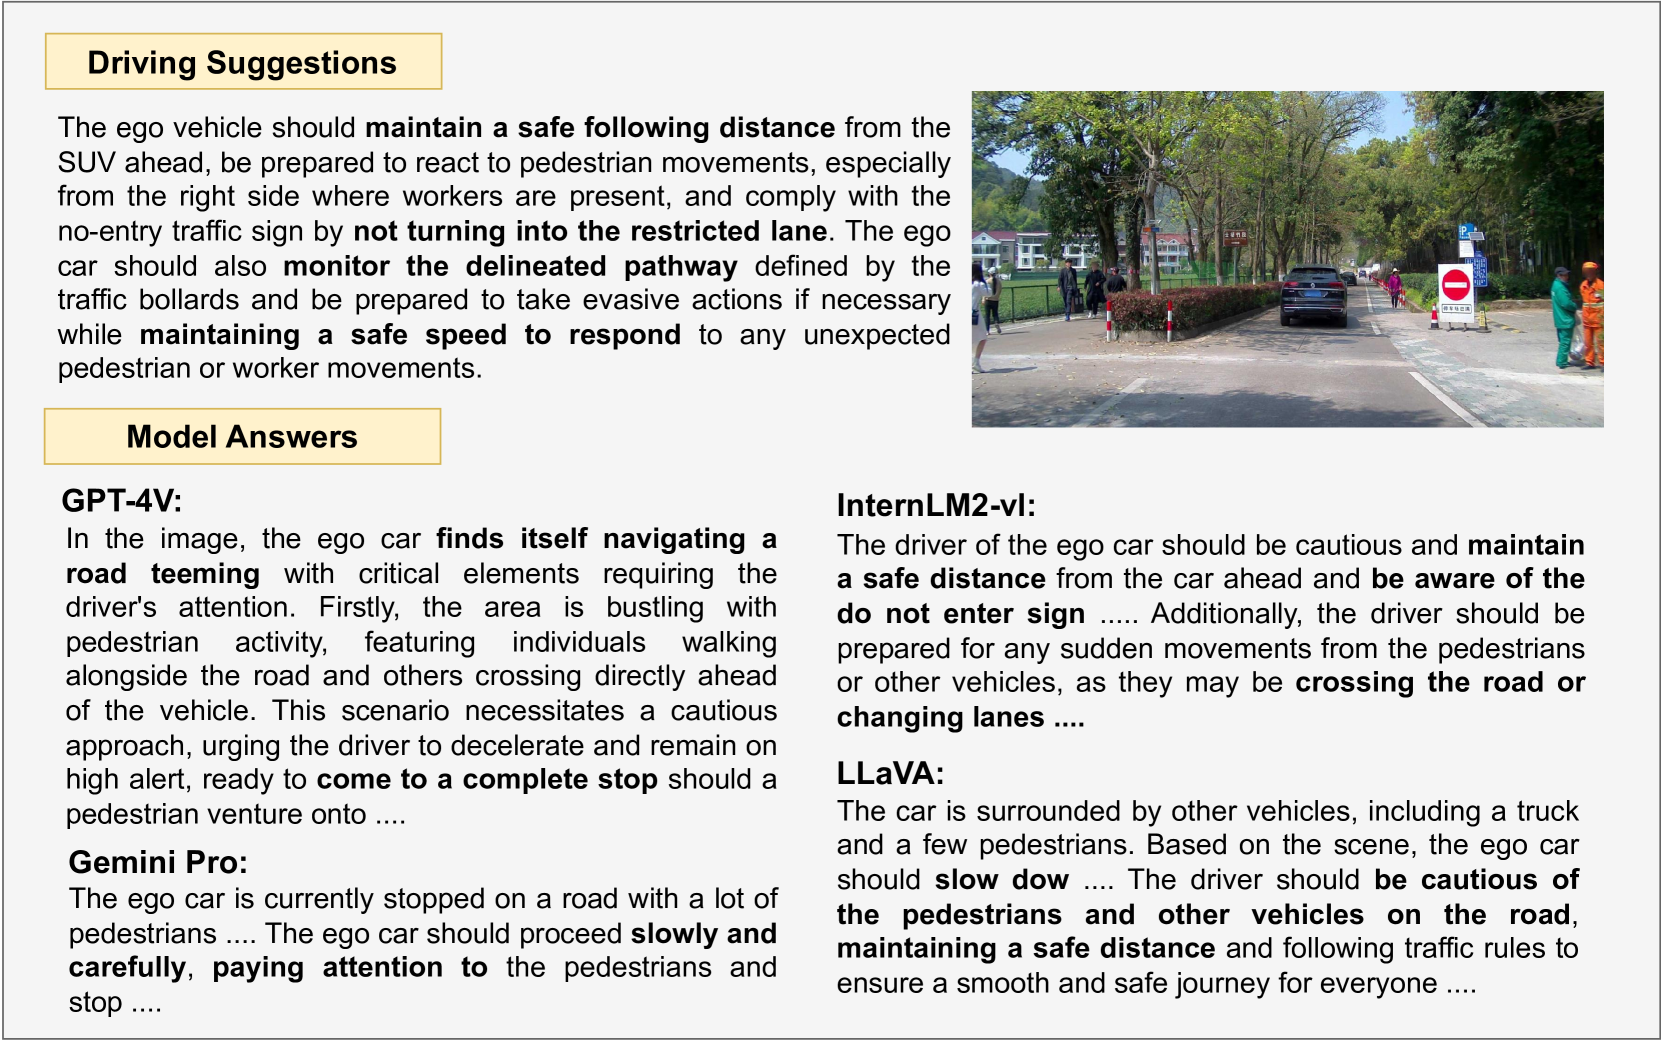 Driving Suggestions
The ego vehicle should maintain a safe following distance from the
SUV ahead, be prepared to react to pedestrian movements, especially
from the right side where workers are present, and comply with the
no-entry traffic sign by not turning into the restricted lane. The ego
car should also monitor the delineated pathway defined by the
traffic bollards and be prepared to take evasive actions if necessary
while maintaining a safe speed to respond to any unexpected
pedestrian or worker movements.
P
Model Answers
GPT-4V:
In the image, the ego car finds itself navigating a
road teeming with critical elements requiring the
driver's attention. Firstly, the area is bustling with
pedestrian activity, featuring individuals walking
alongside the road and others crossing directly ahead
of the vehicle. This scenario necessitates a cautious
approach, urging the driver to decelerate and remain on
high alert, ready to come to a complete stop should a
pedestrian venture onto ....
Gemini Pro:
The ego car is currently stopped on a road with a lot of
pedestrians .... The ego car should proceed slowly and
carefully, paying attention to the pedestrians and
stop ....
InternLM2-vl:
The driver of the ego car should be cautious and maintain
a safe distance from the car ahead and be aware of the
do not enter sign ..... Additionally, the driver should be
prepared for any sudden movements from the pedestrians
or other vehicles, as they may be crossing the road or
changing lanes ....
LLaVA:
The car is surrounded by other vehicles, including a truck
and a few pedestrians. Based on the scene, the ego car
should slow dow .... The driver should be cautious of
the pedestrians and other vehicles on the road,
maintaining a safe distance and following traffic rules to
ensure a smooth and safe journey for everyone ....